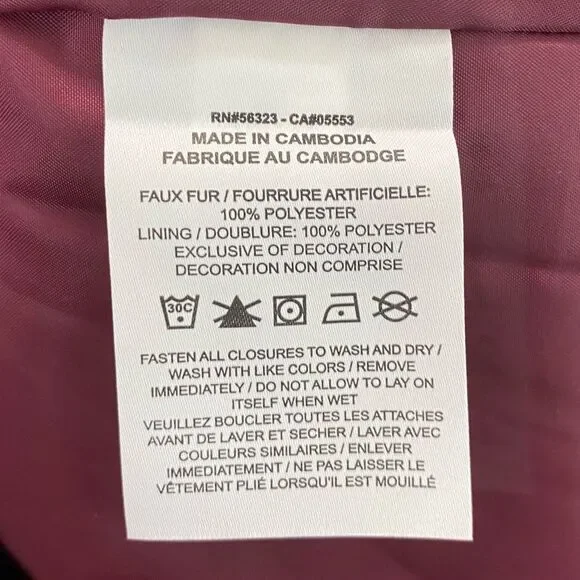 RN#56323 - CA#05553
MADE IN CAMBODIA
FABRIQUE AU CAMBODGE
FAUX FUR / FOURRURE ARTIFICIELLE:
100% POLYESTER
LINING / DOUBLURE: 100% POLYESTER
EXCLUSIVE OF DECORATION /
DECORATION NON COMPRISE
30C
FASTEN ALL CLOSURES TO WASH AND DRY /
WASH WITH LIKE COLORS / REMOVE
IMMEDIATELY / DO NOT ALLOW TO LAY ON
ITSELF WHEN WET
VEUILLEZ BOUCLER TOUTES LES ATTACHES
AVANT DE LAVER ET SECHER / LAVER AVEC
COULEURS SIMILAIRES / ENLEVER
IMMEDIATEMENT / NE PAS LAISSER LE
VÊTEMENT PLIÉ LORSQU'IL EST MOUILLÉ